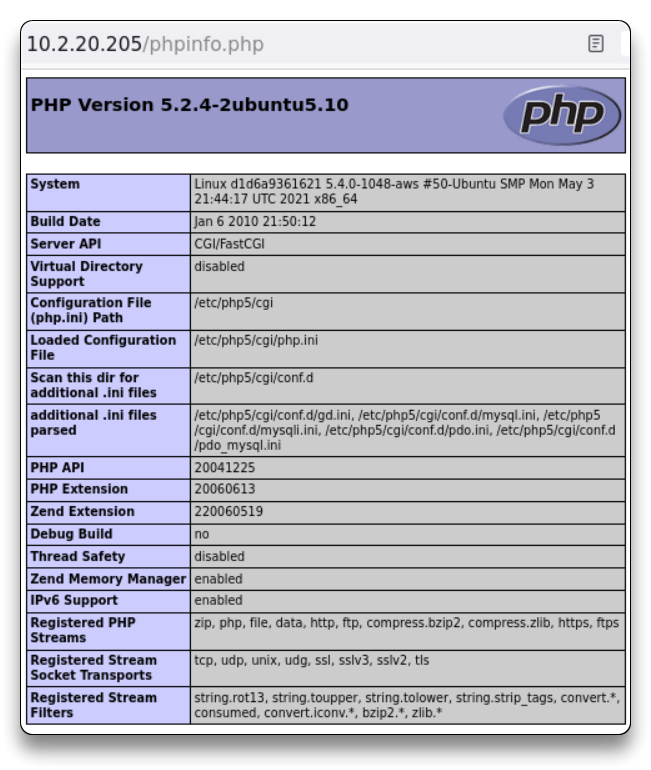 10.2.20.205/phpinfo.php
PHP Version 5.2.4-2ubuntu5.10
php
System
Linux d1d6a9361621 5.4.0-1048-aws #50-Ubuntu SMP Mon May 3
21:44:17 UTC 2021 x86_64
Build Date
Jan 6 2010 21:50:12
Server API
CGI/FastCGI
Virtual Directory
Support
disabled
Configuration File
(php.ini) Path
/etc/php5/cgi
Loaded Configuration
File
/etc/php5/cgi/php.ini
Scan this dir for
additional .ini files
/etc/php5/cgi/conf.d
additional .ini files
parsed
/etc/php5/cgi/conf.d/gd.ini, /etc/php5/cgi/conf.d/mysql.ini, /etc/php5
/cgi/conf.d/mysqli.ini, /etc/php5/cgi/conf.d/pdo.ini, /etc/php5/cgi/conf.d
/pdo_mysql.ini
PHP API
20041225
PHP Extension
20060613
Zend Extension
220060519
Debug Build
no
Thread Safety
disabled
Zend Memory Manager
enabled
IPv6 Support
enabled
Registered PHP
Streams
zip, php, file, data, http, ftp, compress.bzip2, compress.zlib, https, ftps
Registered Stream
Socket Transports
tcp, udp, unix, udg, ssl, sslv3, sslv2, tls
Registered Stream
Filters
string.rot13, string.toupper, string.tolower, string.strip_tags, convert.*,
consumed, convert.iconv.*, bzip2.*, zlib.*